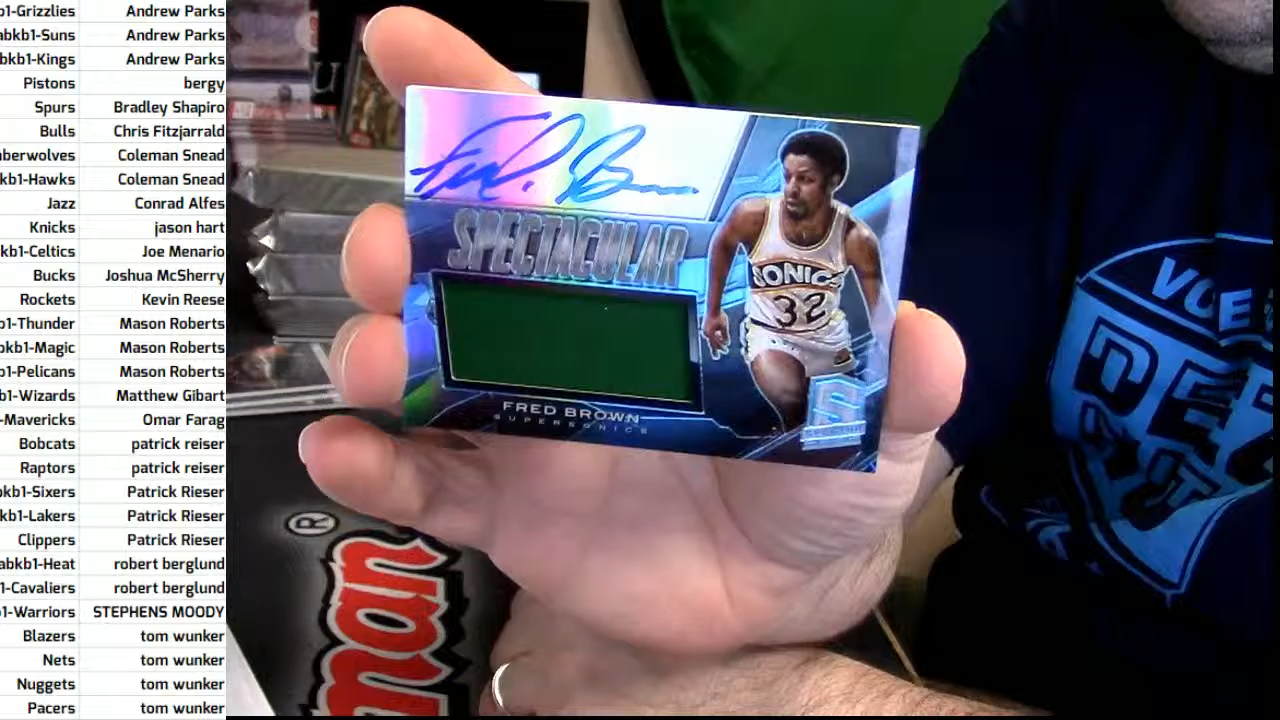 b1-Grizzlies Andrew Parks
abkb1-Suns Andrew Parks
bkb1-Kings Andrew Parks
Pistons bergy
Spurs Bradley Shapiro
Bulls Chris Fitzjarrald
berwolves Coleman Snead
kb1-Hawks Coleman Snead
Jazz Conrad Alfes
Knicks jason hart
kb1-Celtics Joe Menario
Bucks Joshua McSherry
Rockets Kevin Reese
b1-Thunder Mason Roberts
bkb1-Magic Mason Roberts
b1-Pelicans Mason Roberts
b1-Wizards Matthew Gibart
-Mavericks Omar Farag
Bobcats patrick reiser
Raptors patrick reiser
kb1-Sixers Patrick Rieser
kb1-Lakers Patrick Rieser
Clippers Patrick Rieser
abkb1-Heat robert berglund
1-Cavaliers robert berglund
b1-Warriors STEPHENS MOODY
Blazers tom wunker
Nets tom wunker
Nuggets tom wunker
Pacers tom wunker
Fred Brown
SPECTACULAR
SONICS
32
FRED BROWN
SUPERSONICS
S
man
®